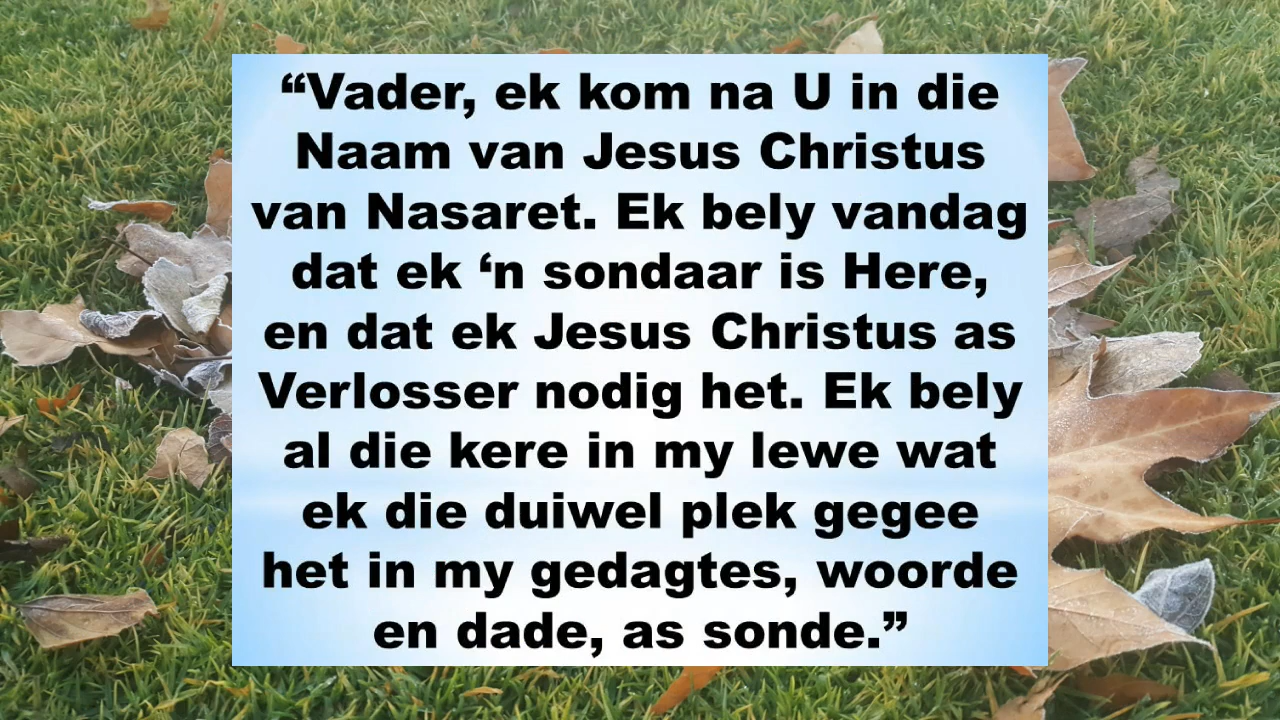 “Vader, ek kom na U in die
Naam van Jesus Christus
van Nasaret. Ek bely vandag
dat ek ‘n sondaar is Here,
en dat ek Jesus Christus as
Verlosser nodig het. Ek bely
al die kere in my lewe wat
ek die duiwel plek gegee
het in my gedagtes, woorde
en dade, as sonde.”